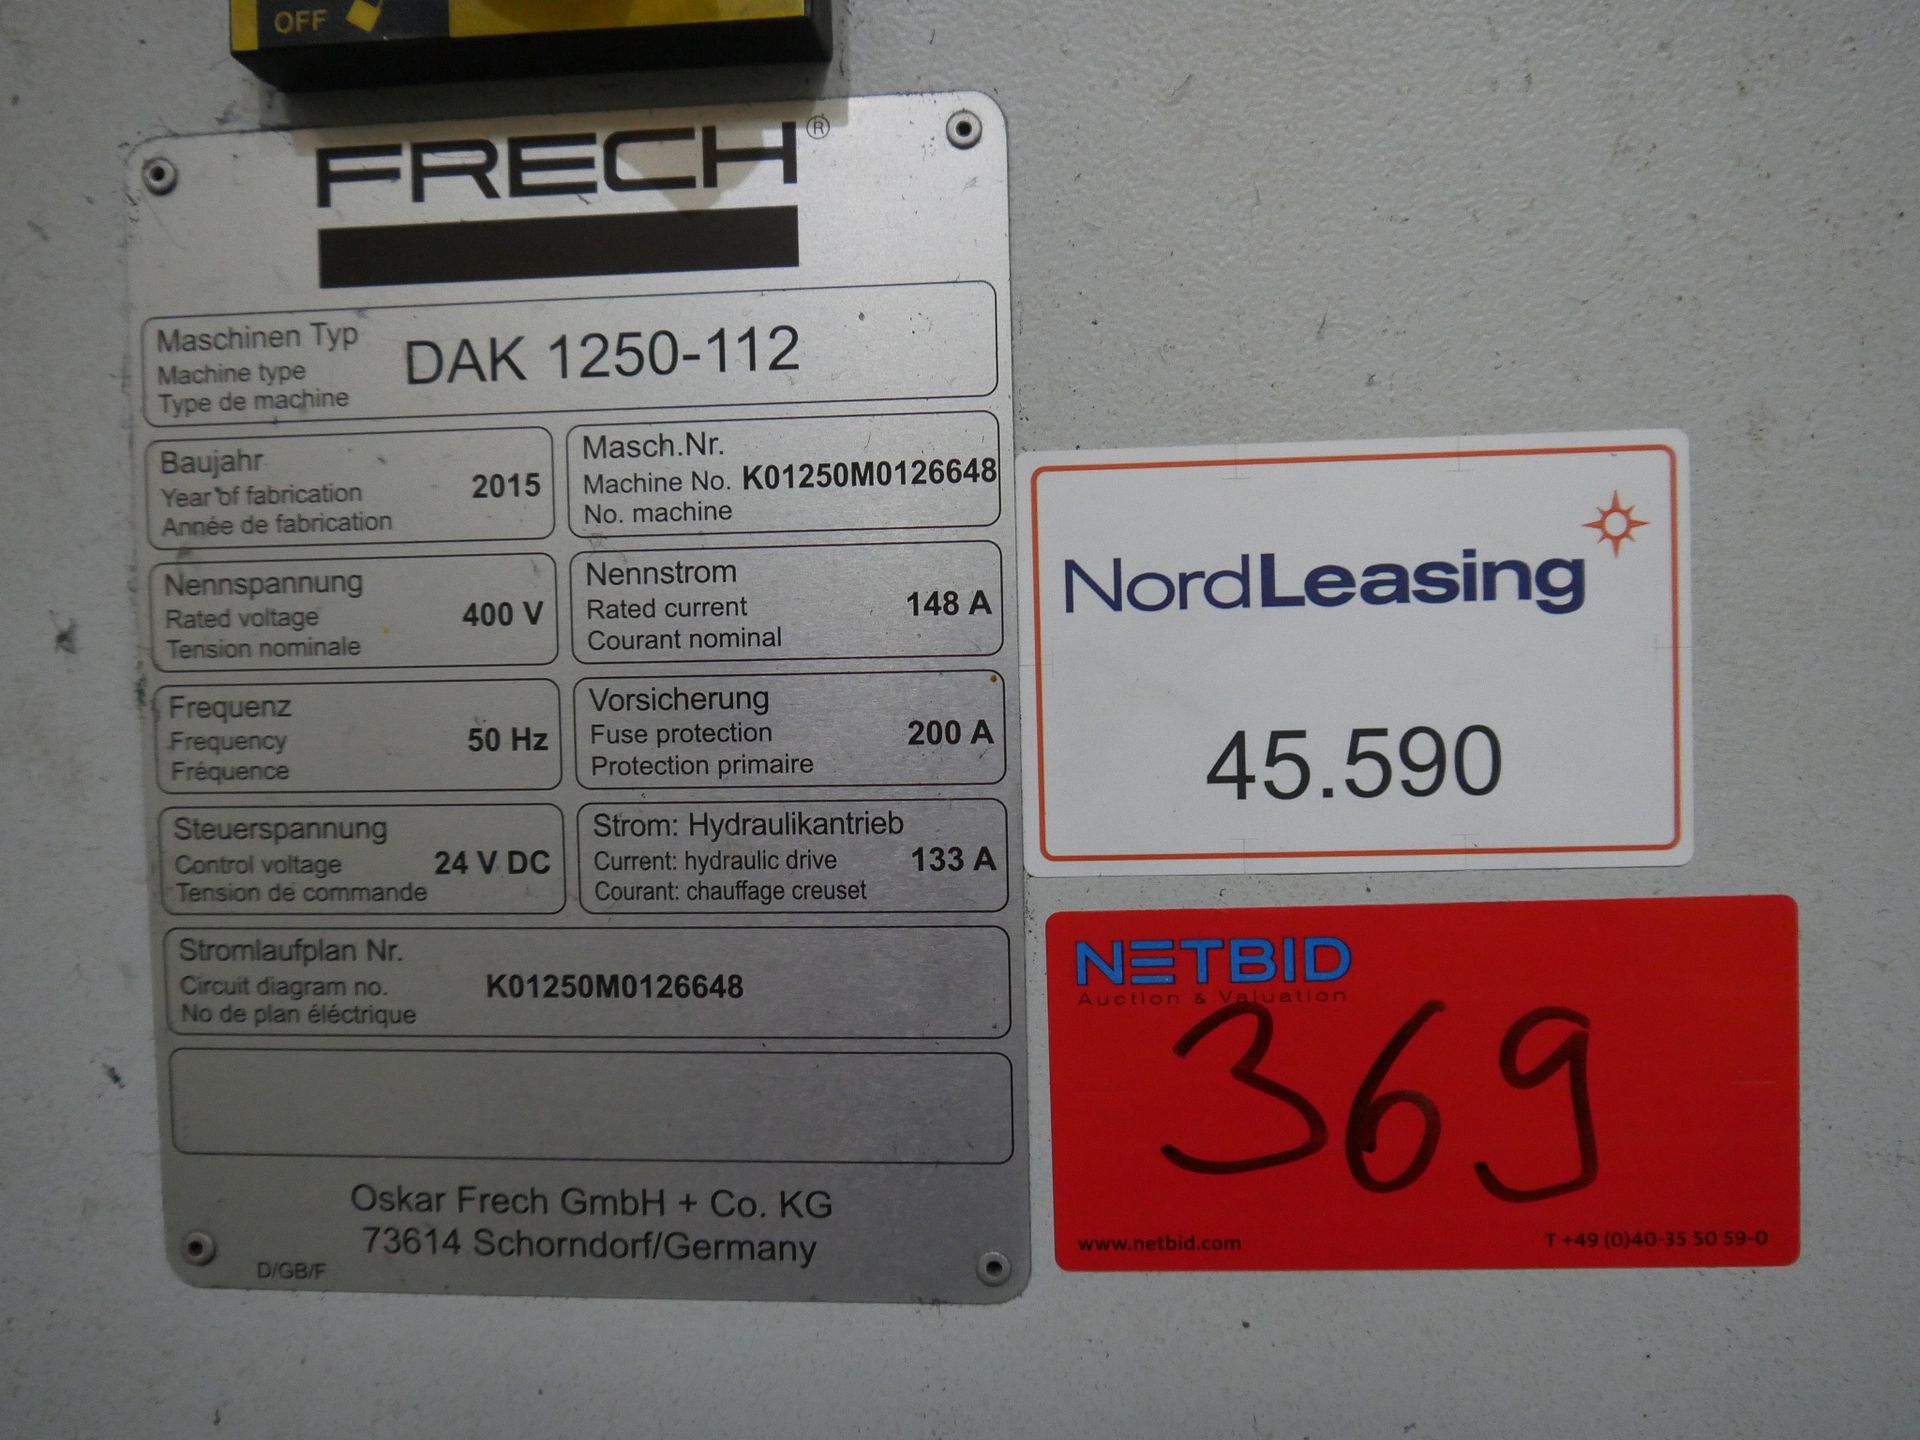 OFF
FRECH®
Maschinen Typ
Machine type
Type de machine
DAK 1250-112
Baujahr
Year of fabrication
Année de fabrication
2015
Masch.Nr.
Machine No.
No. machine
K01250M0126648
Nennspannung
Rated voltage
Tension nominale
400 V
Nennstrom
Rated current
Courant nominal
148 A
Frequenz
Frequency
Fréquence
50 Hz
Vorsicherung
Fuse protection
Protection primaire
200 A
Steuerspannung
Control voltage
Tension de commande
24 V DC
Strom: Hydraulikantrieb
Current: hydraulic drive
Courant: chauffage creuset
133 A
Stromlaufplan Nr.
Circuit diagram no.
No de plan éléctrique
K01250M0126648
Oskar Frech GmbH + Co. KG
73614 Schorndorf/Germany
D/GB/F
NordLeasing
45.590
NETBID
Auction & Valuation
369
www.netbid.com
T +49 (0)40-35 50 59-0